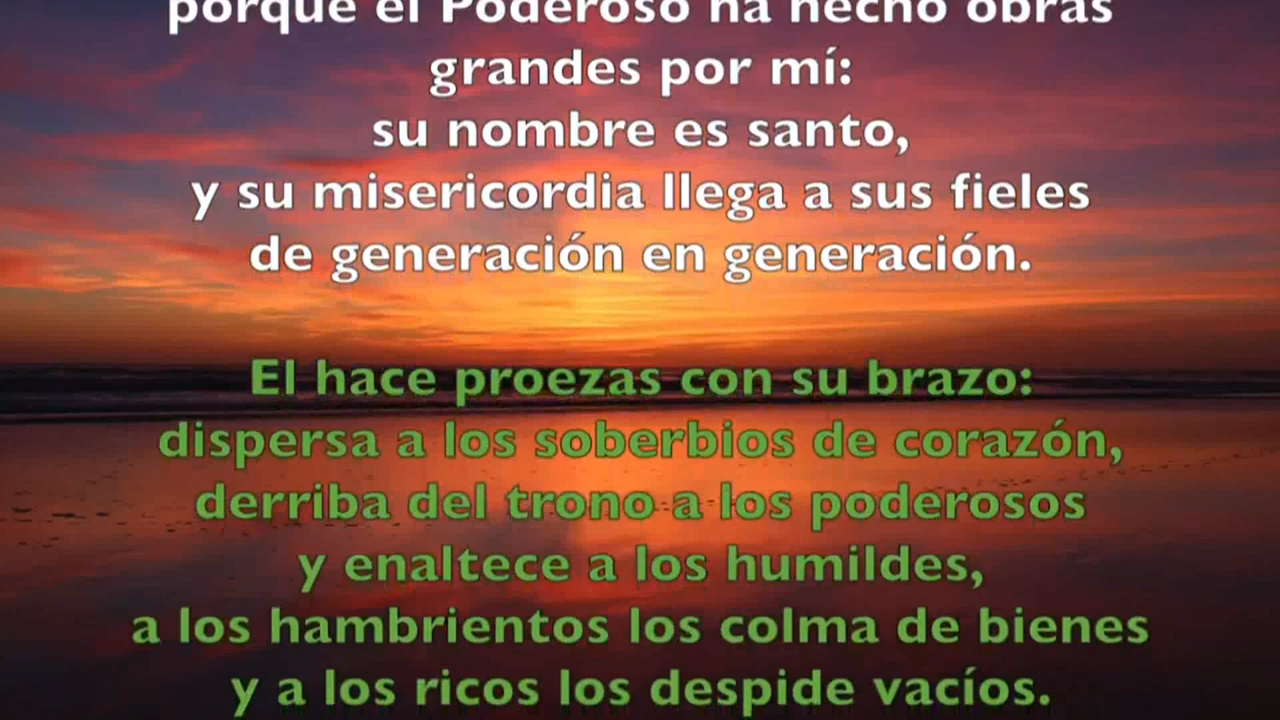 porque el Poderoso ha hecho obras
grandes por mí:
su nombre es santo,
y su misericordia llega a sus fieles
de generación en generación.
El hace proezas con su brazo:
dispersa a los soberbios de corazón,
derriba del trono a los poderosos
y enaltece a los humildes,
a los hambrientos los colma de bienes
y a los ricos los despide vacíos.